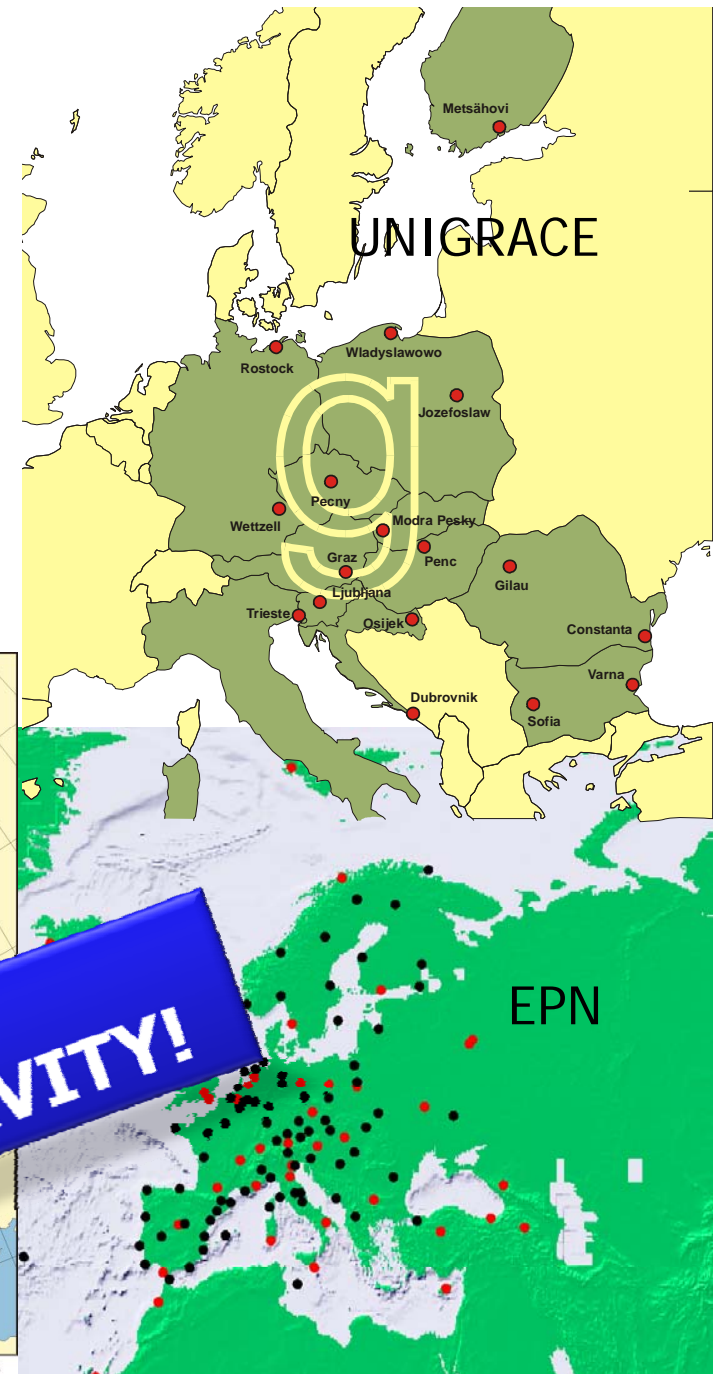 Metsähovi
UNIGRACE
Wladyslawowo
Rostock
Jozefoslaw
g
Pecny
Wettzell
Modra Pesky
Graz
Penc
Gilau
Ljubljana
Trieste
Osijek
Constanta
Varna
Dubrovnik
Sofia
EPN
VITY!